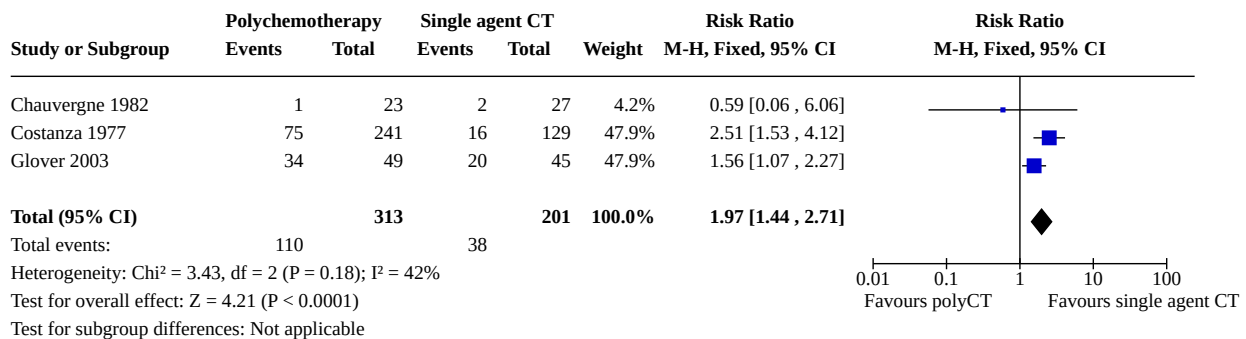 Polychemotherapy Single agent CT Risk Ratio Risk Ratio
Study or Subgroup Events Total Events Total Weight M-H, Fixed, 95% CI M-H, Fixed, 95% CI
Chauvergne 1982 1 23 2 27 4.2% 0.59 [0.06 , 6.06]
Costanza 1977 75 241 16 129 47.9% 2.51 [1.53 , 4.12]
Glover 2003 34 49 20 45 47.9% 1.56 [1.07 , 2.27]
Total (95% CI) 313 201 100.0% 1.97 [1.44 , 2.71]
Total events: 110 38
Heterogeneity: Chi² = 3.43, df = 2 (P = 0.18); I² = 42%
0.01 0.1 1 10 100
Test for overall effect: Z = 4.21 (P < 0.0001)
Favours polyCT Favours single agent CT
Test for subgroup differences: Not applicable